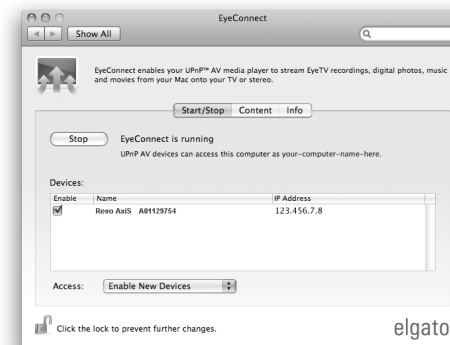 EyeConnect
Show All
EyeConnect enables your UPnP™ AV media player to stream EyeTV recordings, digital photos, music
and movies from your Mac onto your TV or stereo.
Start/Stop Content Info
Stop EyeConnect is running
UPnP AV devices can access this computer as your-computer-name-here.
Devices:
Enable Name IP Address
Revo AxiS A01129754 123.456.7.8
Access: Enable New Devices
Click the lock to prevent further changes.
elgato